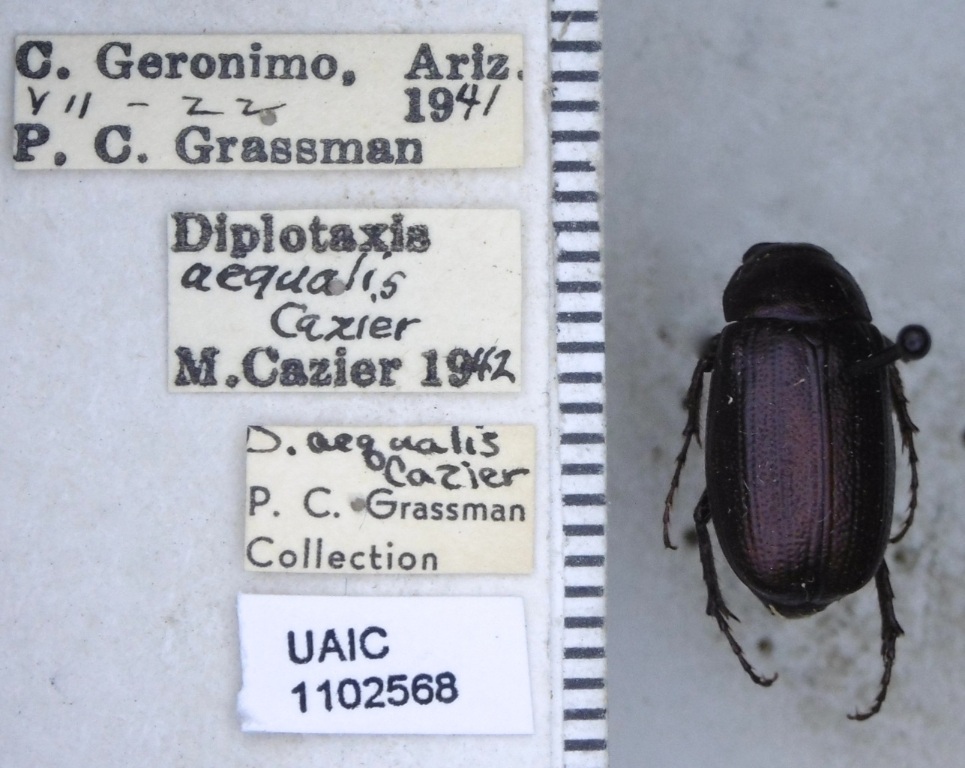 C. Geronimo, Ariz.
VII - 22 1941
P. C. Grassman
Diplotaxis
aequalis
Cazier
M. Cazier 1942
D. aequalis
Cazier
P. C. Grassman
Collection
UAIC
1102568